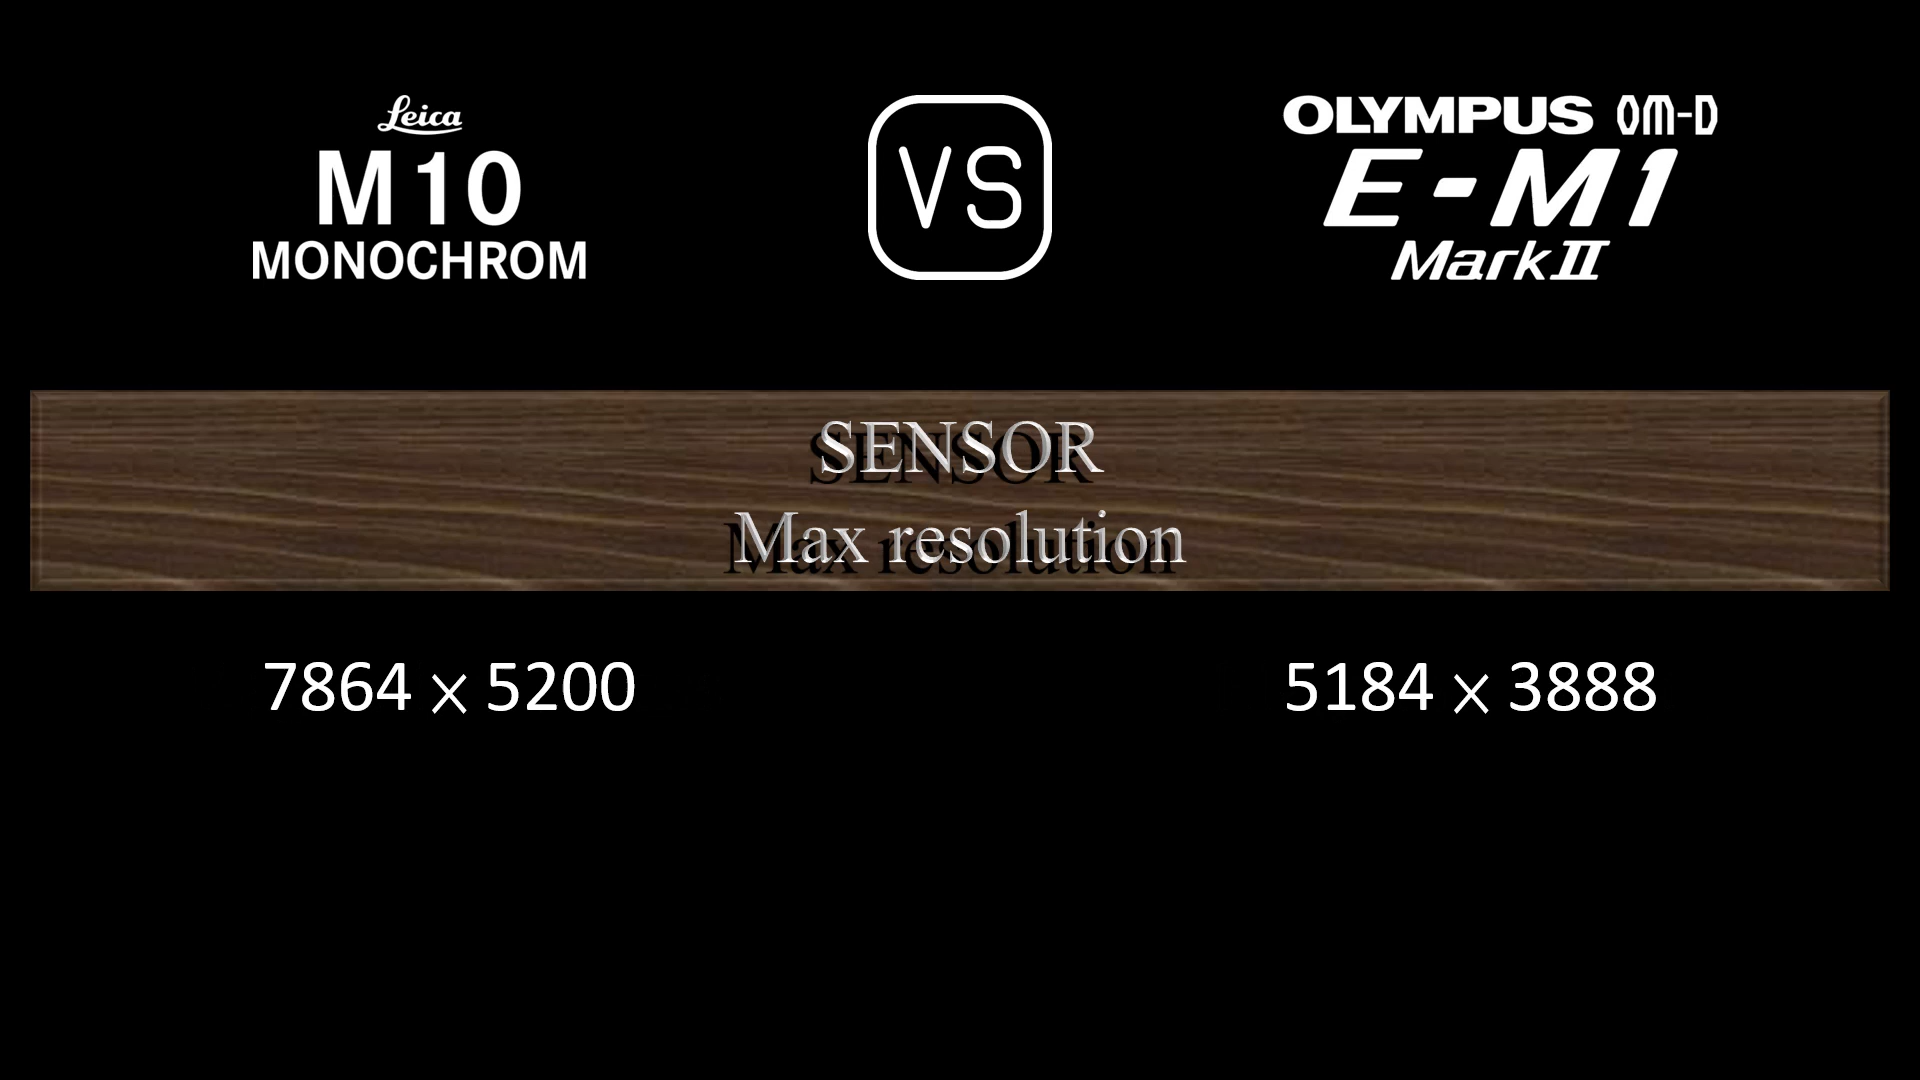 Leica
M10
MONOCHROM
VS
OLYMPUS OM-D
E-M1
Mark II
SENSOR
Max resolution
7864 x 5200
5184 x 3888